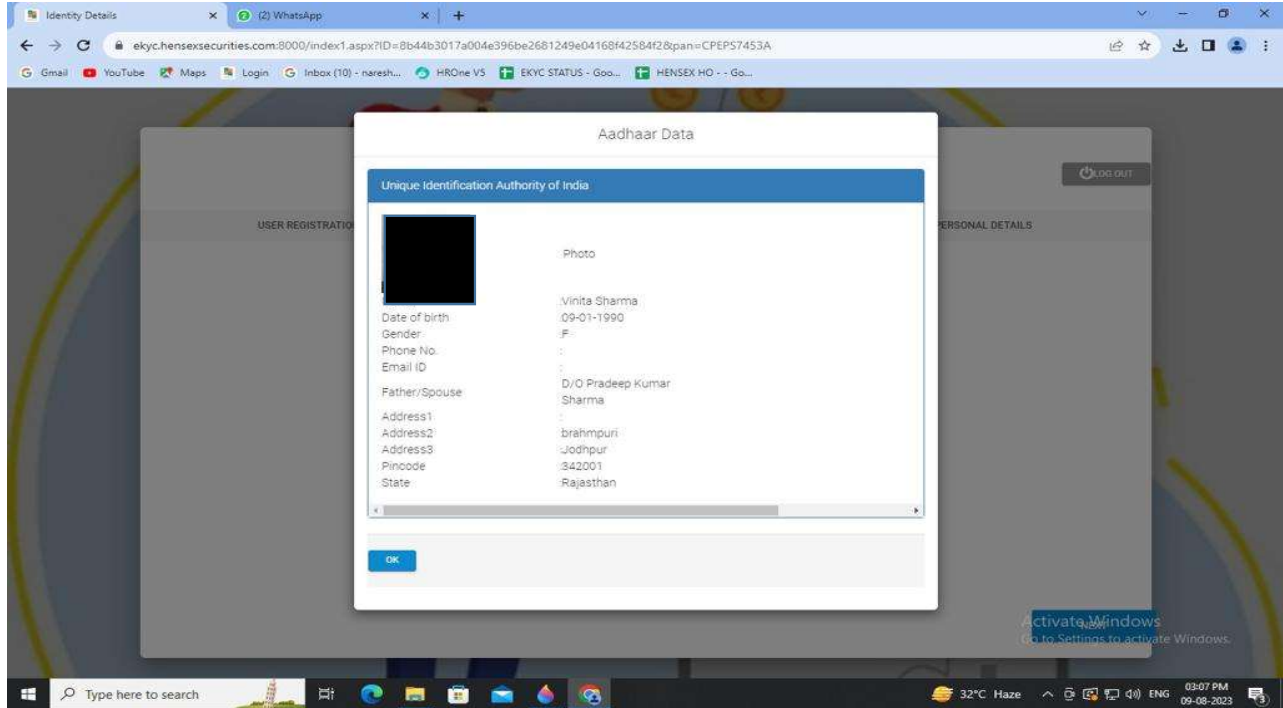 Identity Details
(2) WhatsApp
ekyc.hensexsecurities.com:8000/index1.aspx?ID=8b44b3017a004e396be2681249e04168f42584f2&pan=CPEPS7453A
Gmail YouTube Maps Login Inbox (10) - naresh... HROne V5 EKYC STATUS - Goo... HENSEX HO - - Go...
Aadhaar Data
LOG OUT
Unique Identification Authority of India
USER REGISTRATIO
PERSONAL DETAILS
Photo
:Vinita Sharma
Date of birth :09-01-1990
Gender :F
Phone No. :
Email ID :
Father/Spouse :D/O Pradeep Kumar
Sharma
Address1 :
Address2 :brahmpuri
Address3 :Jodhpur
Pincode :342001
State :Rajasthan
OK
Activate Windows
Go to Settings to activate Windows.
Type here to search
32°C Haze
ENG
03:07 PM
09-08-2023
3